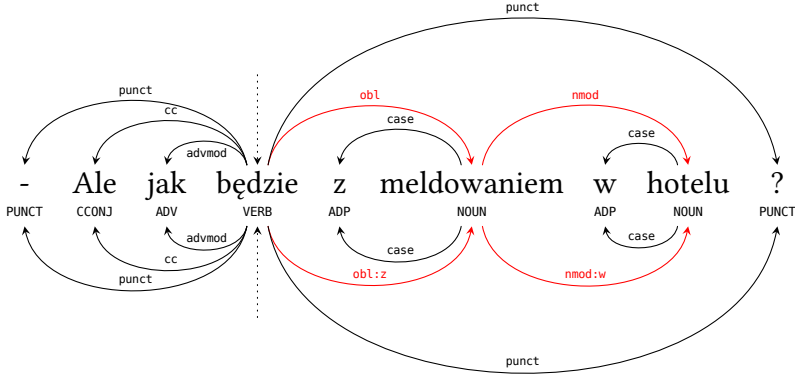 punct
punct
cc
obl
nmod
advmod
case
case
- Ale jak będzie z meldowaniem w hotelu ?
PUNCT CCONJ ADV VERB ADP NOUN ADP NOUN PUNCT
advmod
case
case
cc
punct
obl:z
nmod:w
punct